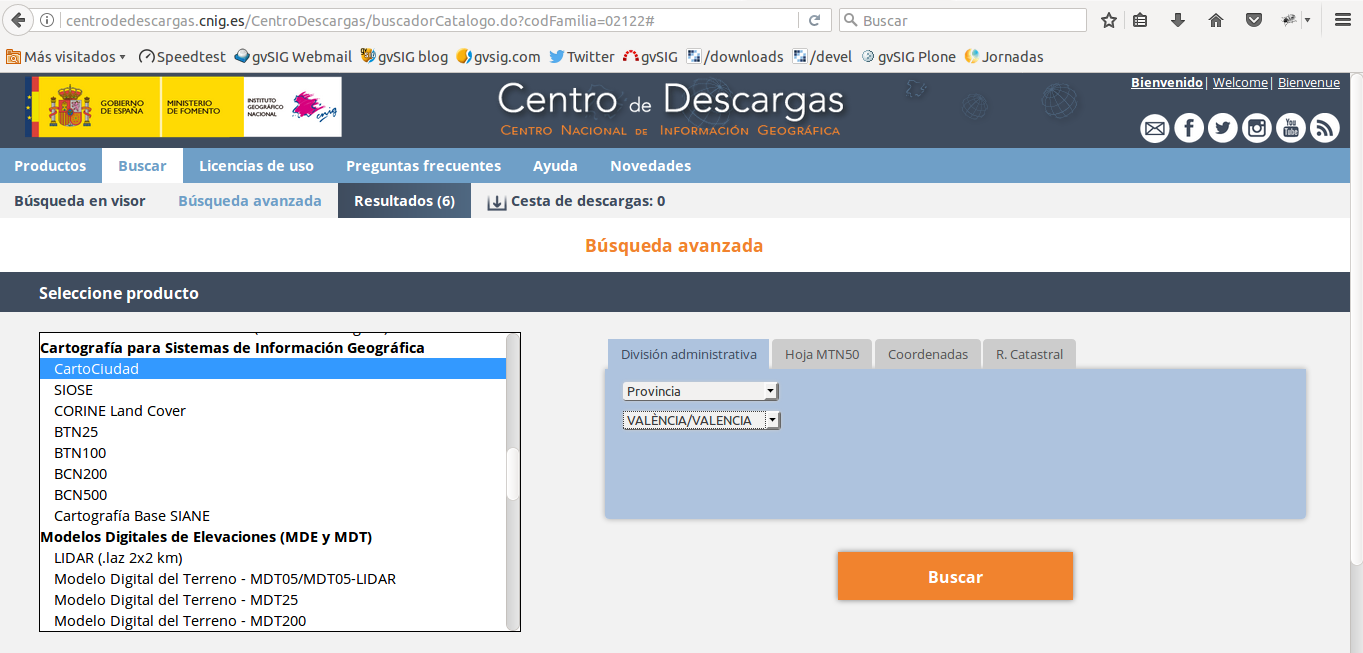 centrodedescargas.cnig.es/CentroDescargas/buscadorCatalogo.do?codFamilia=02122#
Buscar
Más visitados
Speedtest
gvSIG Webmail
gvSIG blog
gvsig.com
Twitter
gvSIG
/downloads
/devel
gvSIG Plone
Jornadas
GOBIERNO
DE ESPAÑA
MINISTERIO
DE FOMENTO
INSTITUTO
GEOGRÁFICO
NACIONAL
cnig
Centro de Descargas
CENTRO NACIONAL DE INFORMACIÓN GEOGRÁFICA
Bienvenido| Welcome| Bienvenue
You
Tube
Productos
Buscar
Licencias de uso
Preguntas frecuentes
Ayuda
Novedades
Búsqueda en visor
Búsqueda avanzada
Resultados (6)
Cesta de descargas: 0
Búsqueda avanzada
Seleccione producto
Cartografía para Sistemas de Información Geográfica
CartoCiudad
SIOSE
CORINE Land Cover
BTN25
BTN100
BCN200
BCN500
Cartografía Base SIANE
Modelos Digitales de Elevaciones (MDE y MDT)
LIDAR (.laz 2x2 km)
Modelo Digital del Terreno - MDT05/MDT05-LIDAR
Modelo Digital del Terreno - MDT25
Modelo Digital del Terreno - MDT200
División administrativa
Hoja MTN50
Coordenadas
R. Catastral
Provincia
VALÈNCIA/VALENCIA
Buscar